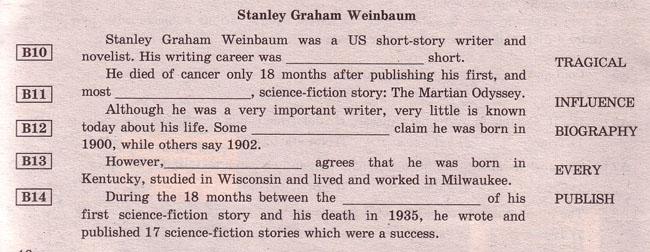 Stanley Graham Weinbaum
Stanley Graham Weinbaum was a US short-story writer and
B10 novelist. His writing career was ____________ short. TRAGICAL
He died of cancer only 18 months after publishing his first, and
B11 most ____________, science-fiction story: The Martian Odyssey. INFLUENCE
Although he was a very important writer, very little is known
B12 today about his life. Some ____________ claim he was born in BIOGRAPHY
1900, while others say 1902.
B13 However,____________ agrees that he was born in EVERY
Kentucky, studied in Wisconsin and lived and worked in Milwaukee.
B14 During the 18 months between the ____________ of his PUBLISH
first science-fiction story and his death in 1935, he wrote and
published 17 science-fiction stories which were a success.